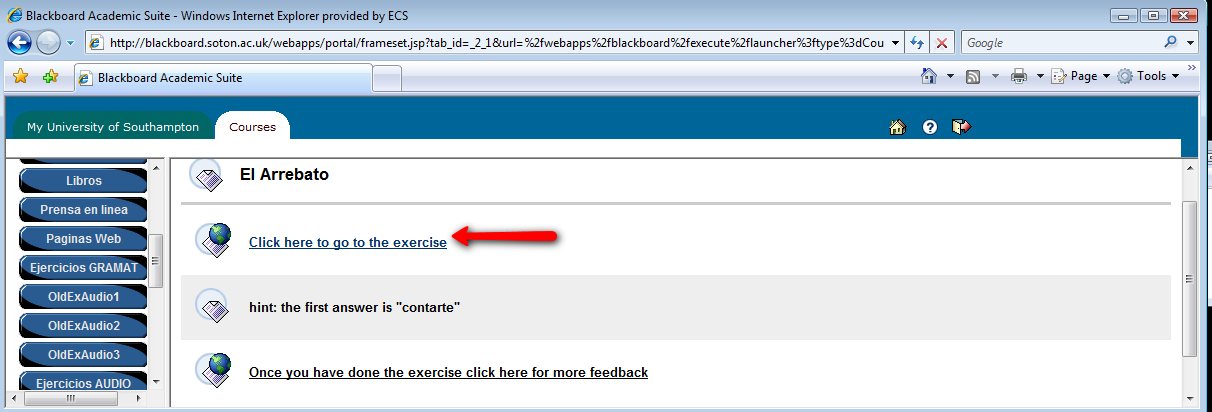 Blackboard Academic Suite - Windows Internet Explorer provided by ECS
http://blackboard.soton.ac.uk/webapps/portal/frameset.jsp?tab_id=_2_1&url=%2fwebapps%2fblackboard%2fexecute%2flauncher%3ftype%3dCou
Google
Blackboard Academic Suite
Page
Tools
My University of Southampton
Courses
Libros
Prensa en linea
Paginas Web
Ejercicios GRAMAT
OldExAudio1
OldExAudio2
OldExAudio3
Ejercicios AUDIO
El Arrebato
Click here to go to the exercise
hint: the first answer is "contarte"
Once you have done the exercise click here for more feedback